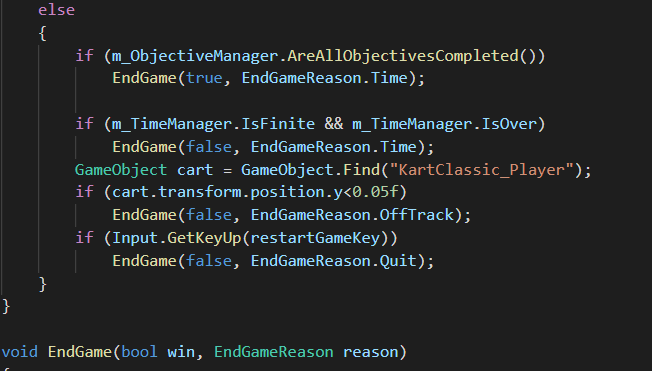 else
{
if (m_ObjectiveManager.AreAllObjectivesCompleted())
EndGame(true, EndGameReason.Time);
if (m_TimeManager.IsFinite && m_TimeManager.IsOver)
EndGame(false, EndGameReason.Time);
GameObject cart = GameObject.Find("KartClassic_Player");
if (cart.transform.position.y<0.05f)
EndGame(false, EndGameReason.OffTrack);
if (Input.GetKeyUp(restartGameKey))
EndGame(false, EndGameReason.Quit);
}
}
void EndGame(bool win, EndGameReason reason)